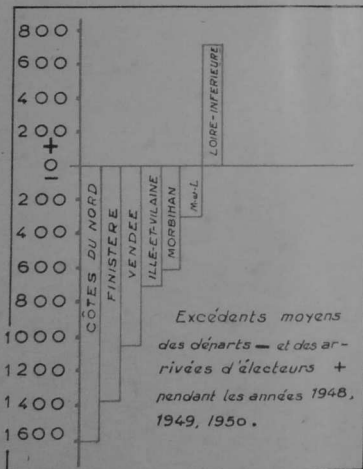 800
600
400
200
+
0
–
200
400
600
800
1000
1200
1400
1600
CÔTES DU NORD
FINISTERE
VENDEE
ILLE-ET-VILAINE
MORBIHAN
M-et-L
LOIRE-INFERIEURE
Excédents moyens
des départs — et des ar-
rivées d'électeurs +
pendant les années 1948,
1949, 1950.